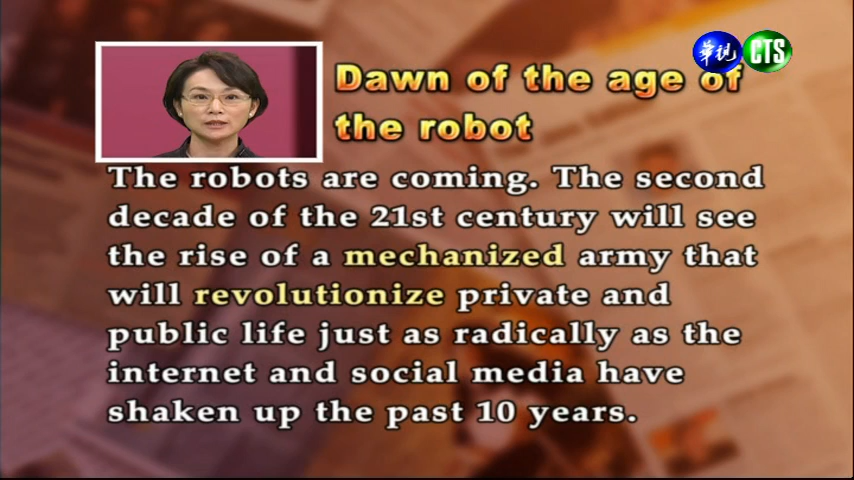 華視 CTS
Dawn of the age of
the robot
The robots are coming. The second
decade of the 21st century will see
the rise of a mechanized army that
will revolutionize private and
public life just as radically as the
internet and social media have
shaken up the past 10 years.